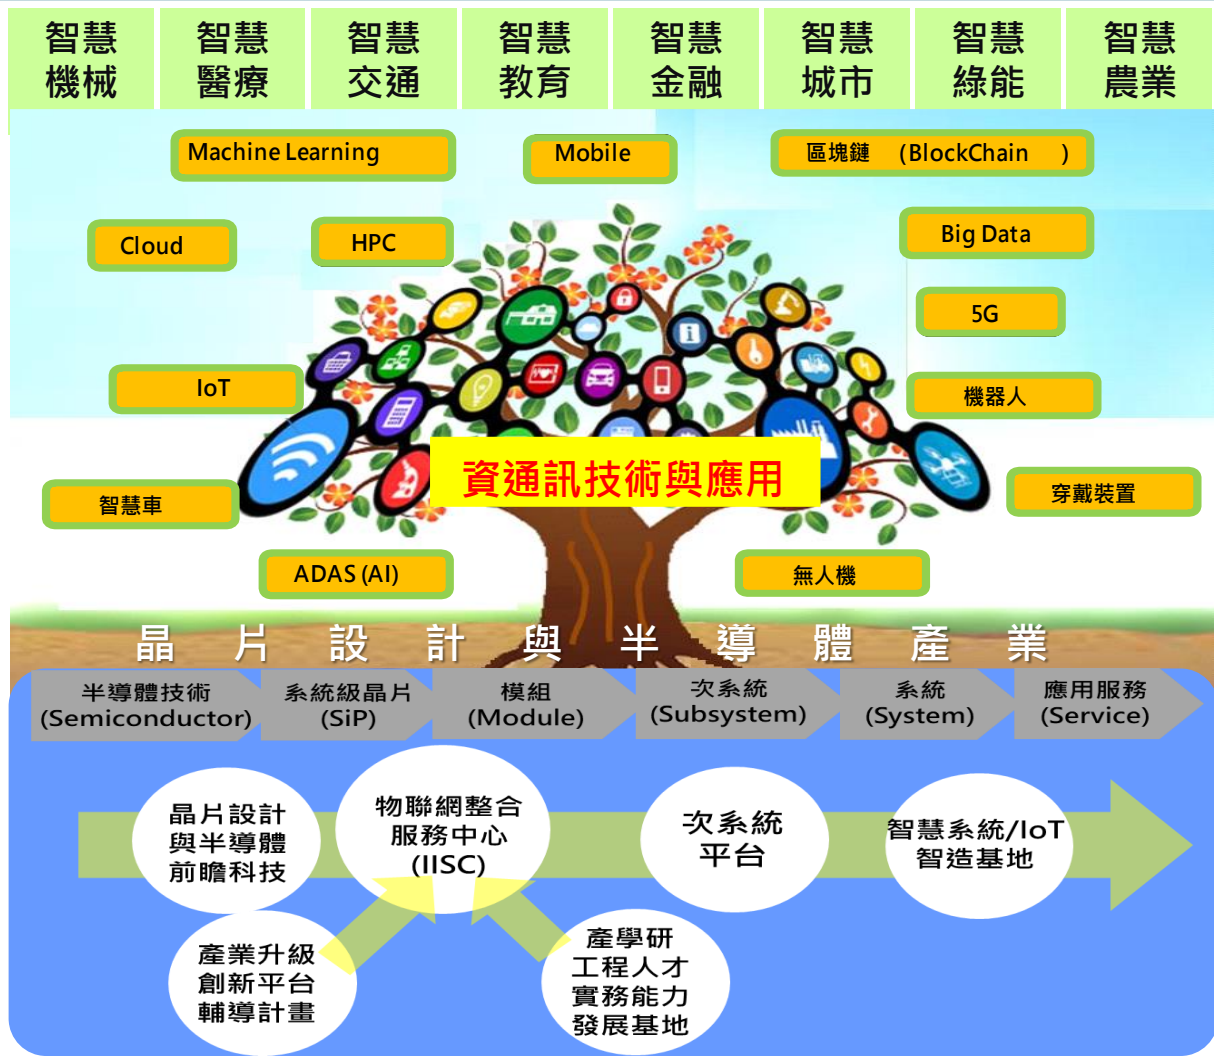 智慧
機械
智慧
醫療
智慧
交通
智慧
教育
智慧
金融
智慧
城市
智慧
綠能
智慧
農業
Machine Learning
Mobile
區塊鏈 (BlockChain )
Cloud
HPC
Big Data
5G
IoT
機器人
資通訊技術與應用
智慧車
穿戴裝置
ADAS (AI)
無人機
晶片設計與半導體產業
半導體技術
(Semiconductor)
系統級晶片
(SiP)
模組
(Module)
次系統
(Subsystem)
系統
(System)
應用服務
(Service)
晶片設計
與半導體
前瞻科技
物聯網整合
服務中心
(IISC)
次系統
平台
智慧系統/IoT
智造基地
產業升級
創新平台
輔導計畫
產學研
工程人才
實務能力
發展基地